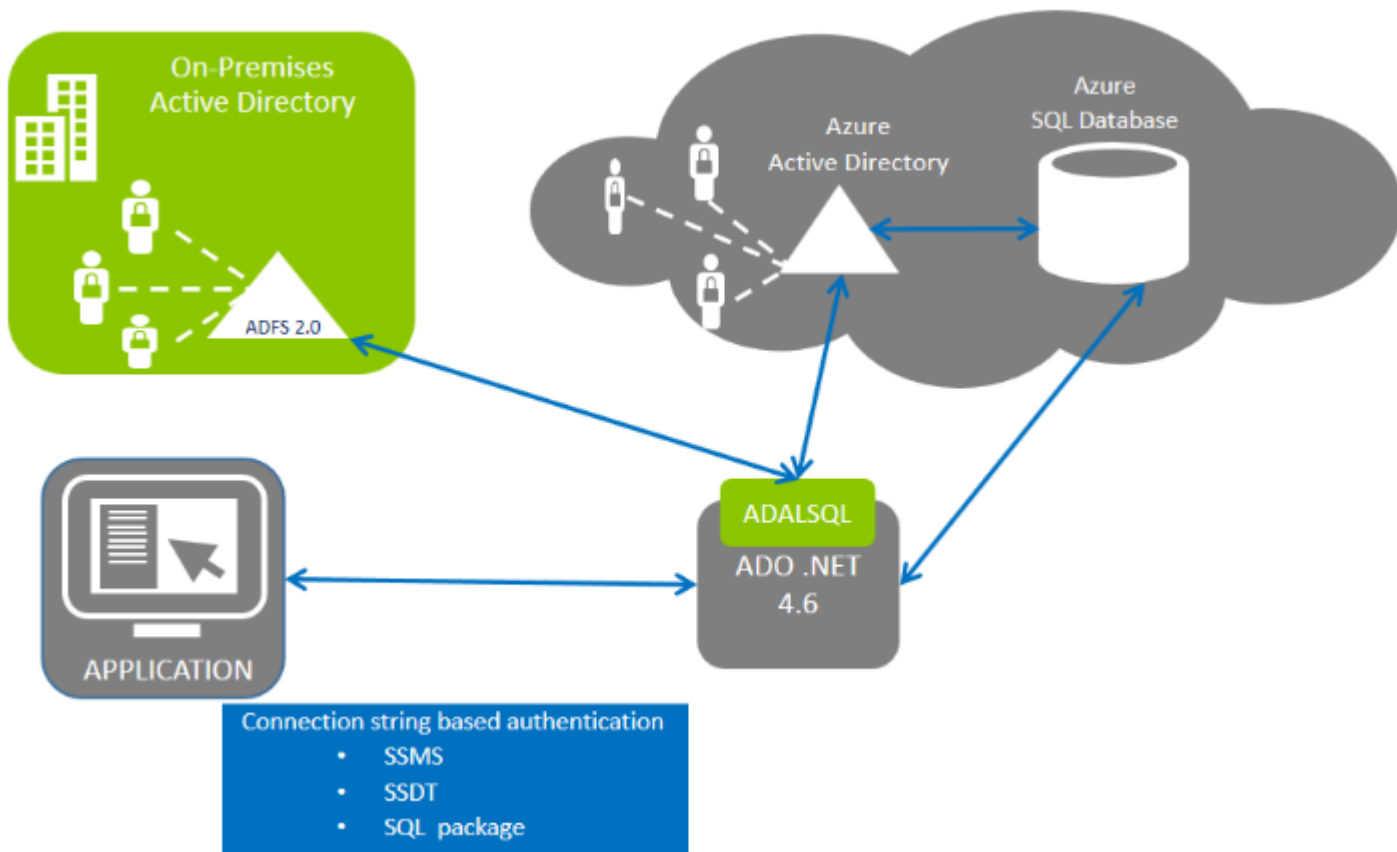 On-Premises
Active Directory
ADFS 2.0
Azure
Active Directory
Azure
SQL Database
APPLICATION
ADALSQL
ADO .NET
4.6
Connection string based authentication
• SSMS
• SSDT
• SQL package